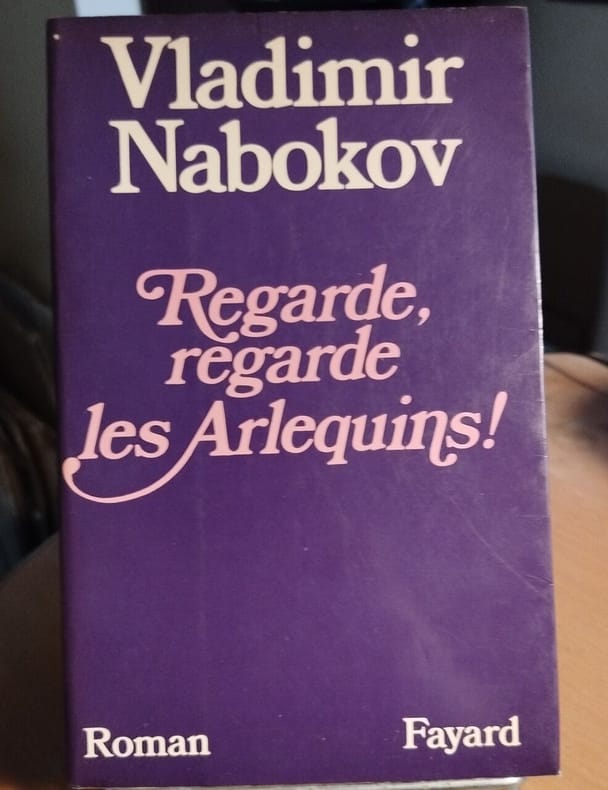 Vladimir
Nabokov
Regarde,
regarde
les Arlequins!
Roman
Fayard